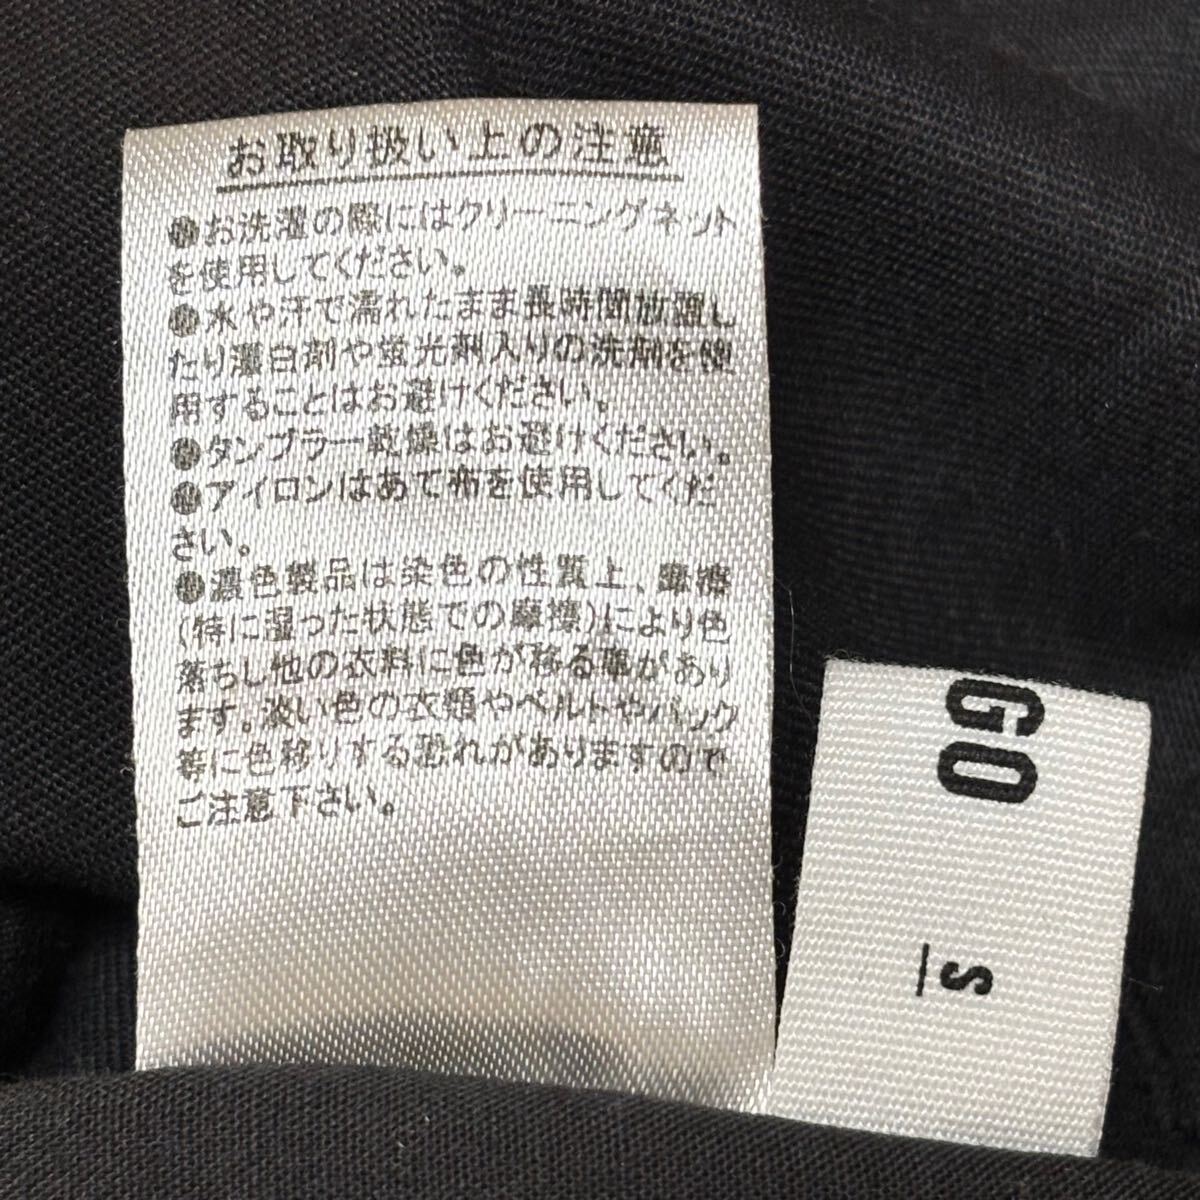 お取り扱い上の注意
●お洗濯の際にはクリーニングネット
を使用してください。
●水や汗で濡れたまま長時間放置し
たり漂白剤や蛍光剤入りの洗剤を使
用することはお避けください。
●タンブラー乾燥はお避けください。
●アイロンはあて布を使用してくだ
さい。
●濃色製品は染色の性質上、摩擦
(特に湿った状態での摩擦)により色
落ちし他の衣料に色が移る事があり
ます。淡い色の衣類やベルトやバック
等に色移りする恐れがありますので
ご注意下さい。
GO
S